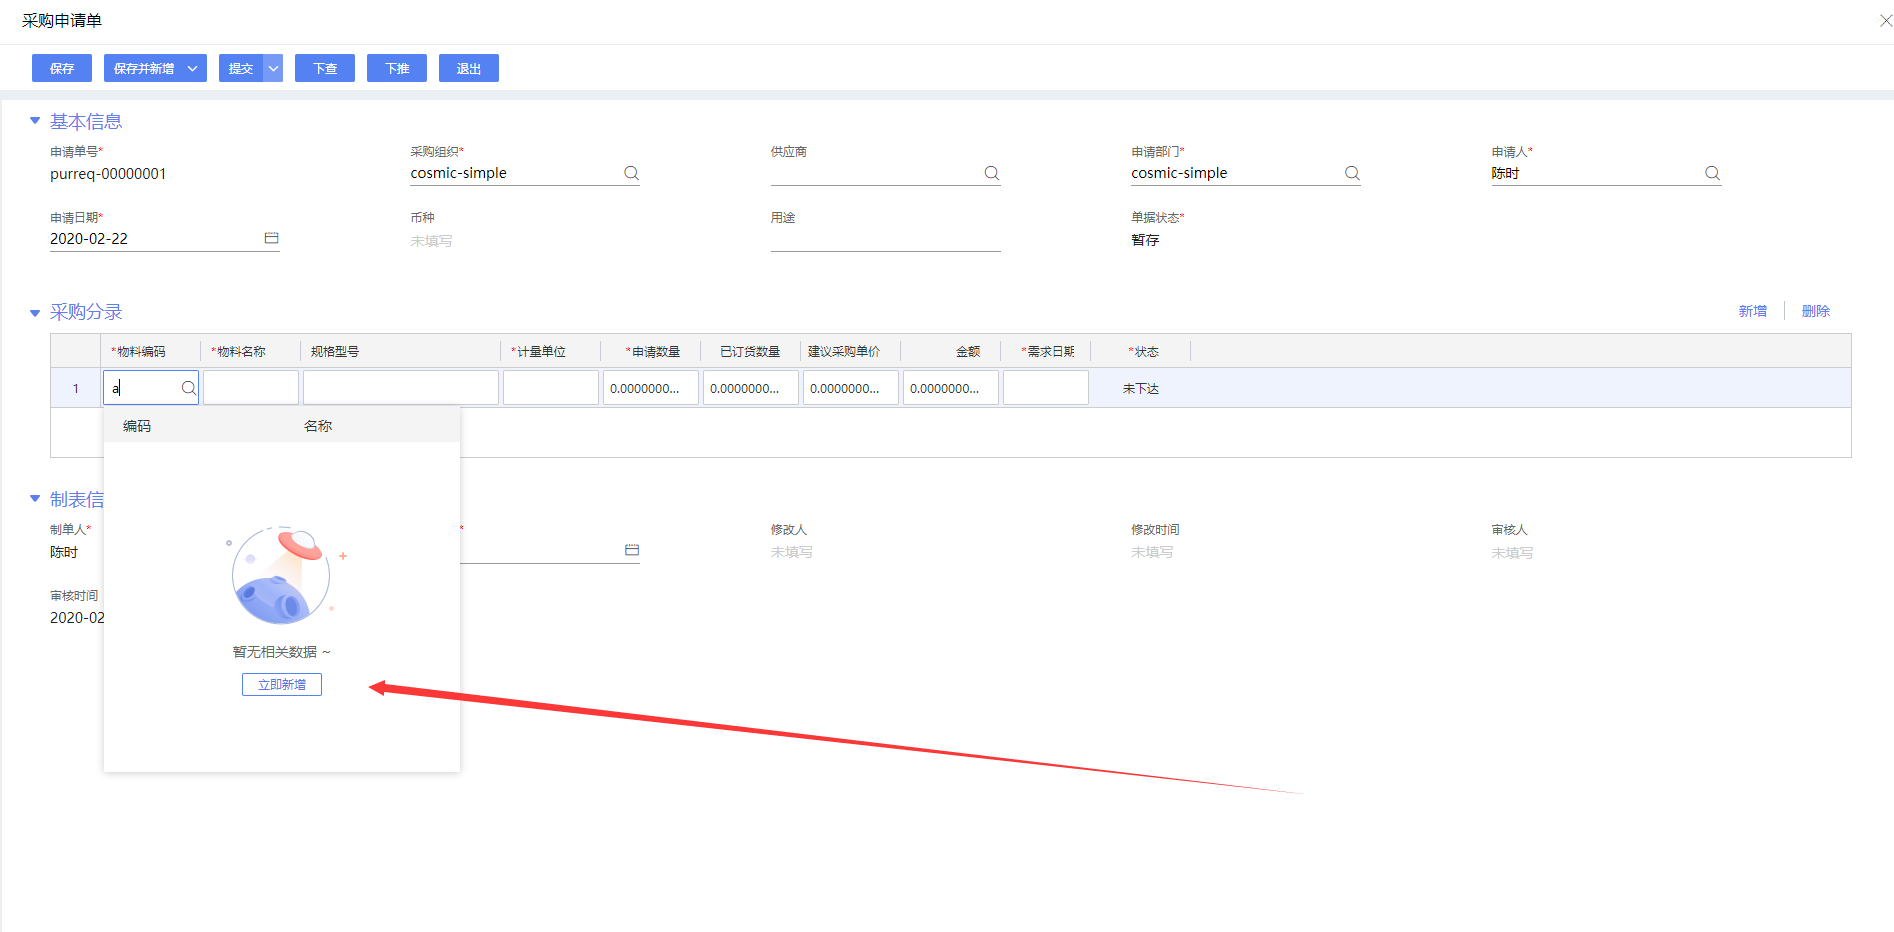 采购申请单
保存 保存并新增 提交 下查 下推 退出
基本信息
申请单号* 采购组织* 供应商 申请部门* 申请人*
purreq-00000001 cosmic-simple cosmic-simple 陈时
申请日期* 币种 用途 单据状态*
2020-02-22 未填写 暂存
采购分录 新增 删除
*物料编码 *物料名称 规格型号 *计量单位 *申请数量 已订货数量 建议采购单价 金额 *需求日期 *状态
1 a 0.0000000... 0.0000000... 0.0000000... 0.0000000... 未下达
编码 名称
制表信
制单人* * 修改人 修改时间 审核人
陈时 未填写 未填写 未填写
审核时间
2020-02
暂无相关数据 ~
立即新增